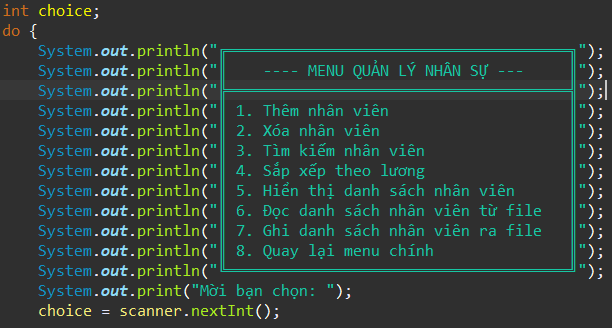 int choice;
do {
    System.out.println("╔═══════════════════════════════════════╗");
    System.out.println("║    ---- MENU QUẢN LÝ NHÂN SỰ ---      ║");
    System.out.println("╠═══════════════════════════════════════╣");
    System.out.println("║ 1. Thêm nhân viên                     ║");
    System.out.println("║ 2. Xóa nhân viên                      ║");
    System.out.println("║ 3. Tìm kiếm nhân viên                 ║");
    System.out.println("║ 4. Sắp xếp theo lương                 ║");
    System.out.println("║ 5. Hiển thị danh sách nhân viên       ║");
    System.out.println("║ 6. Đọc danh sách nhân viên từ file    ║");
    System.out.println("║ 7. Ghi danh sách nhân viên ra file    ║");
    System.out.println("║ 8. Quay lại menu chính                ║");
    System.out.println("╚═══════════════════════════════════════╝");
    System.out.print("Mời bạn chọn: ");
    choice = scanner.nextInt();